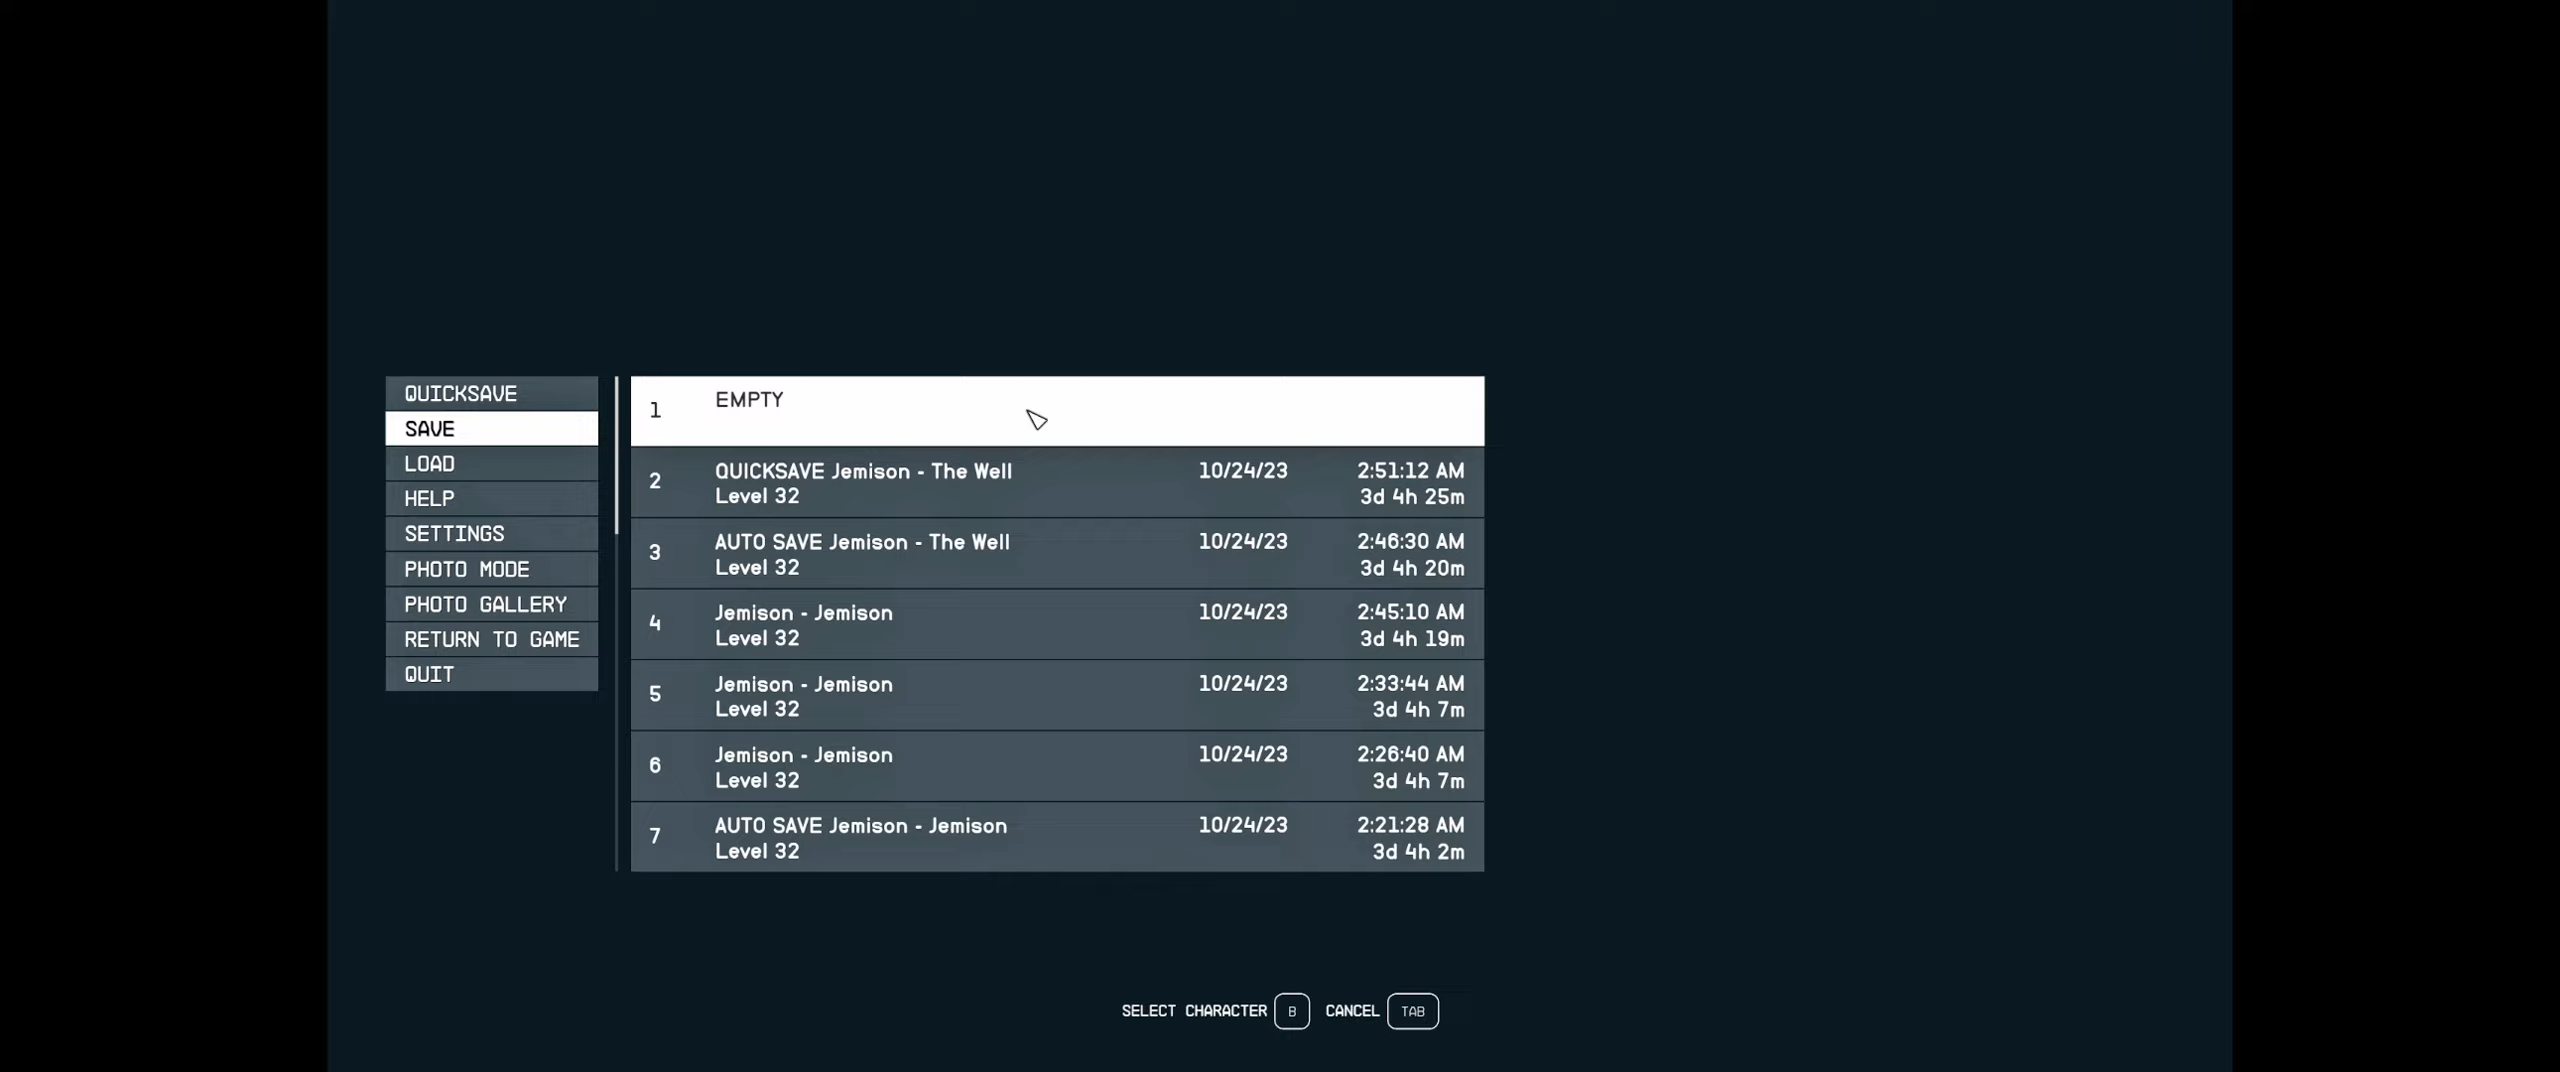 QUICKSAVE
SAVE
LOAD
HELP
SETTINGS
PHOTO MODE
PHOTO GALLERY
RETURN TO GAME
QUIT
1 EMPTY
2 QUICKSAVE Jemison - The Well 10/24/23 2:51:12 AM
Level 32 3d 4h 25m
3 AUTO SAVE Jemison - The Well 10/24/23 2:46:30 AM
Level 32 3d 4h 20m
4 Jemison - Jemison 10/24/23 2:45:10 AM
Level 32 3d 4h 19m
5 Jemison - Jemison 10/24/23 2:33:44 AM
Level 32 3d 4h 7m
6 Jemison - Jemison 10/24/23 2:26:40 AM
Level 32 3d 4h 7m
7 AUTO SAVE Jemison - Jemison 10/24/23 2:21:28 AM
Level 32 3d 4h 2m
SELECT CHARACTER B CANCEL TAB